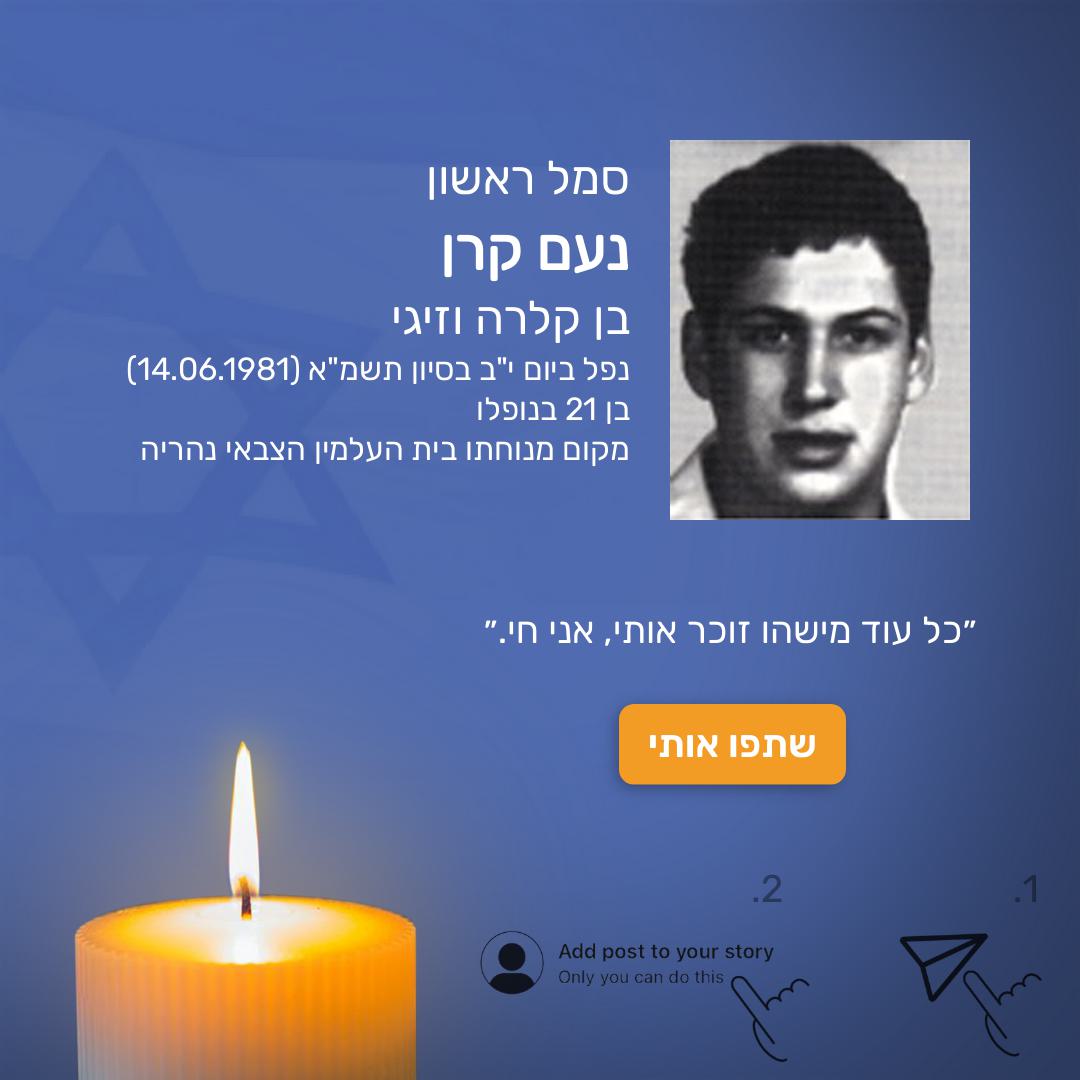 סמל ראשון
נעם קרן
בן קלרה וזיגי
נפל ביום י"ב בסיון תשמ"א (14.06.1981)
בן 21 בנופלו
מקום מנוחתו בית העלמין הצבאי נהריה
״כל עוד מישהו זוכר אותי, אני חי.״
שתפו אותי
1.
2.
Add post to your story
Only you can do this